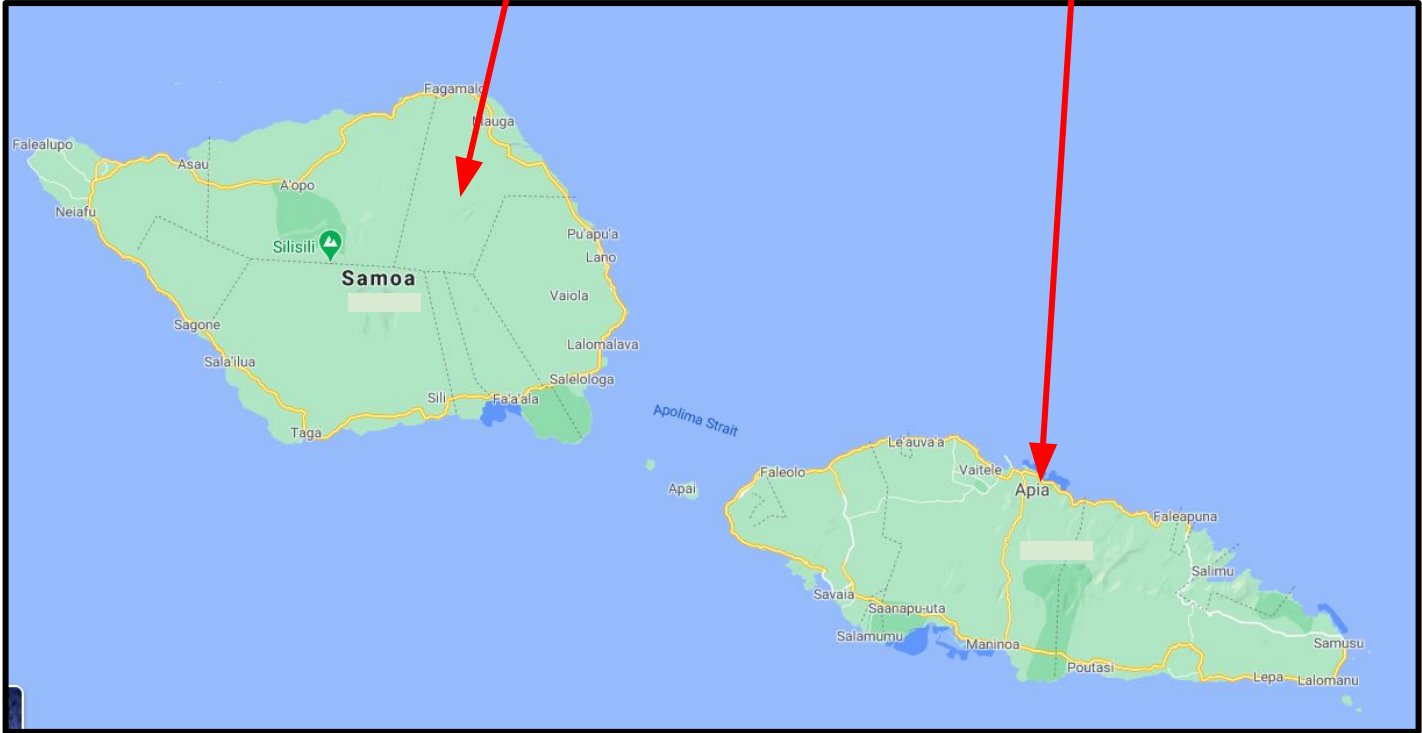 Fagamalo
Mauga
Falealupo
Asau
A'opo
Neiafu
Silisili
Pu'apu'a
Lano
Samoa
Vaiola
Sagone
Lalomalava
Sala'ilua
Salelologa
Sili
Fa'a'ala
Taga
Apolima Strait
Le'auva'a
Faleolo
Vaitele
Apai
Apia
Faleapuna
Salimu
Savaia
Saanapu-uta
Salamumu
Maninoa
Samusu
Poutasi
Lepa
Lalomanu